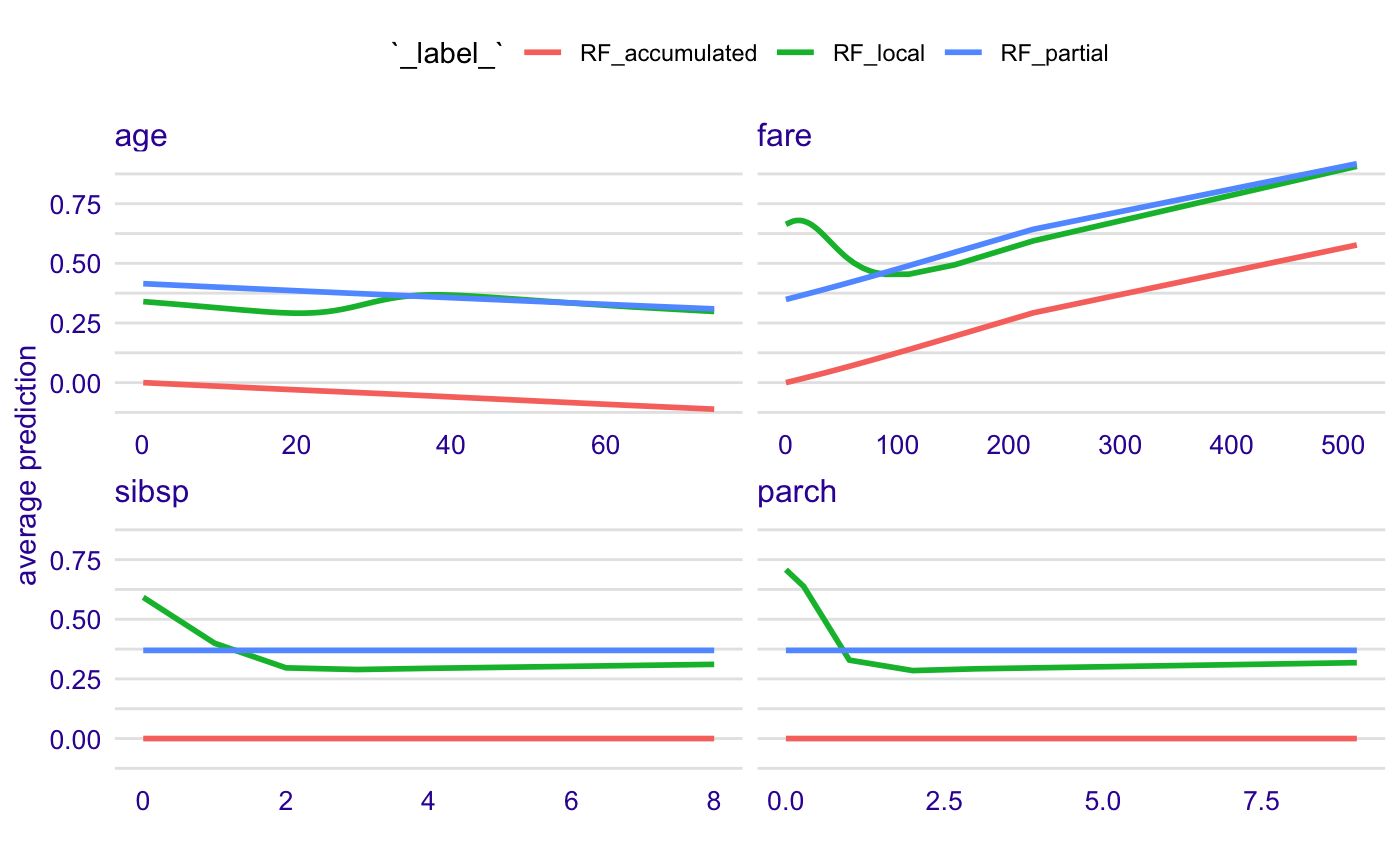 `_label_` RF_accumulated RF_local RF_partial
age fare
0.75
0.50
0.25
0.00
0 20 40 60 0 100 200 300 400 500
average prediction
sibsp parch
0.75
0.50
0.25
0.00
0 2 4 6 8 0.0 2.5 5.0 7.5